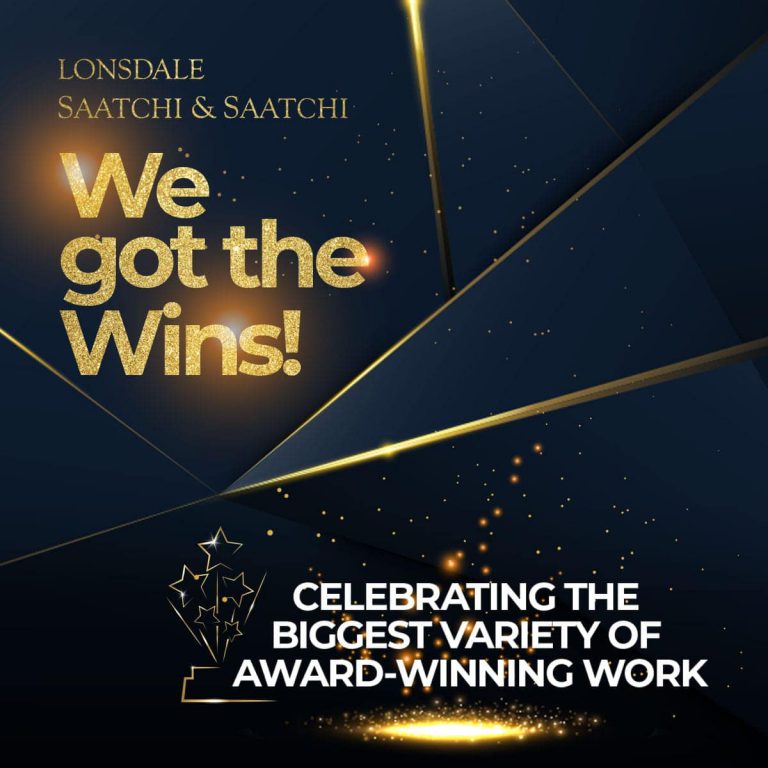 LONSDALE
SAATCHI & SAATCHI
We
got the
Wins!
CELEBRATING THE
BIGGEST VARIETY OF
AWARD-WINNING WORK